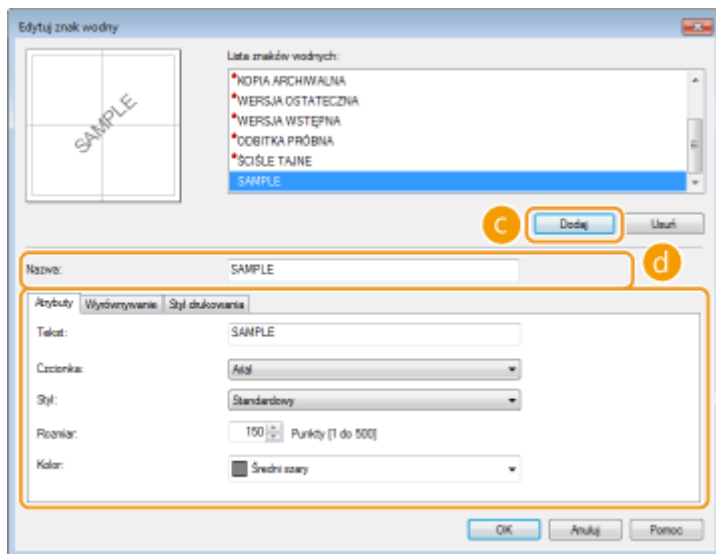 Edytuj znak wodny
SAMPLE
Lista znaków wodnych:
*KOPIA ARCHIWALNA
*WERSJA OSTATECZNA
*WERSJA WSTĘPNA
*ODBITKA PRÓBNA
*ŚCIŚLE TAJNE
SAMPLE
c Dodaj Usuń
d
Nazwa: SAMPLE
Atrybuty Wyrównywanie Styl drukowania
Tekst: SAMPLE
Czcionka: Arial
Styl: Standardowy
Rozmiar: 150 Punkty [1 do 500]
Kolor: Średni szary
OK Anuluj Pomoc